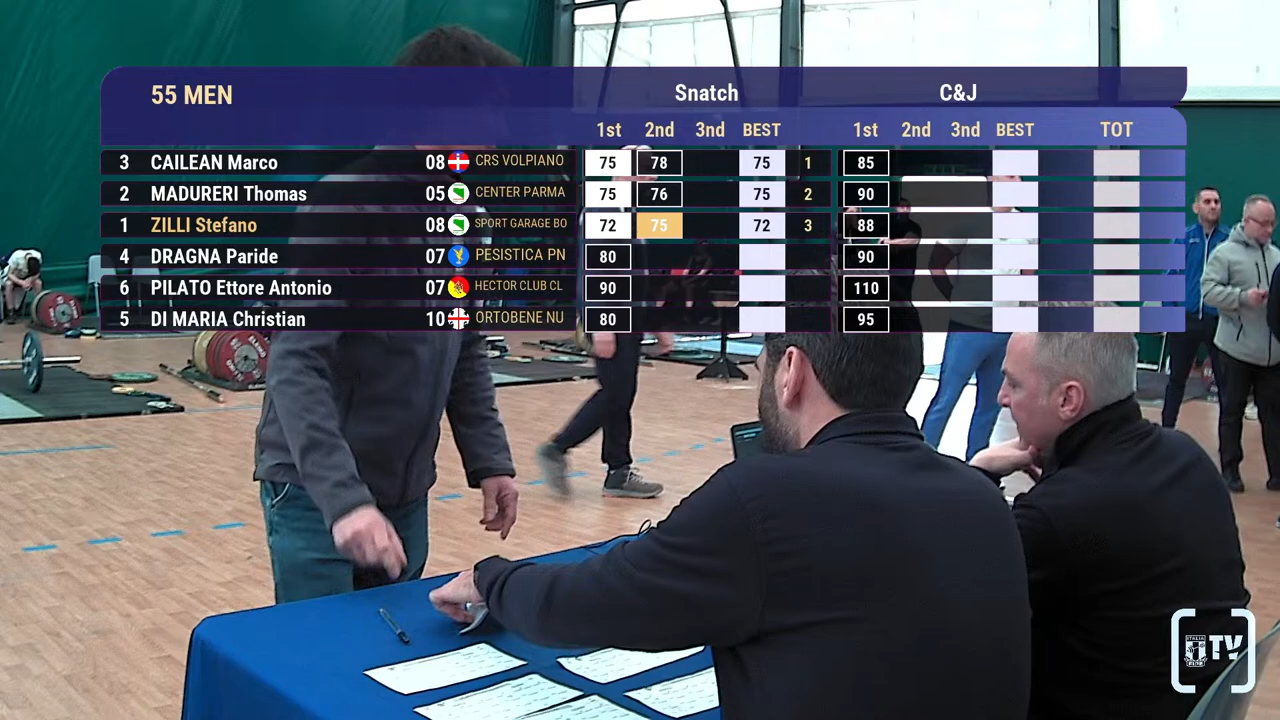 55 MEN Snatch C&J
1st 2nd 3rd BEST 1st 2nd 3rd BEST TOT
3 CAILEAN Marco 08 CRS VOLPIANO 75 78 75 1 85
2 MADURERI Thomas 05 CENTER PARMA 75 76 75 2 90
1 ZILLI Stefano 08 SPORT GARAGE BO 72 75 72 3 88
4 DRAGNA Paride 07 PESISTICA PN 80 90
6 PILATO Ettore Antonio 07 HECTOR CLUB CL 90 110
5 DI MARIA Christian 10 ORTOBENE NU 80 95
ITALIA
TV